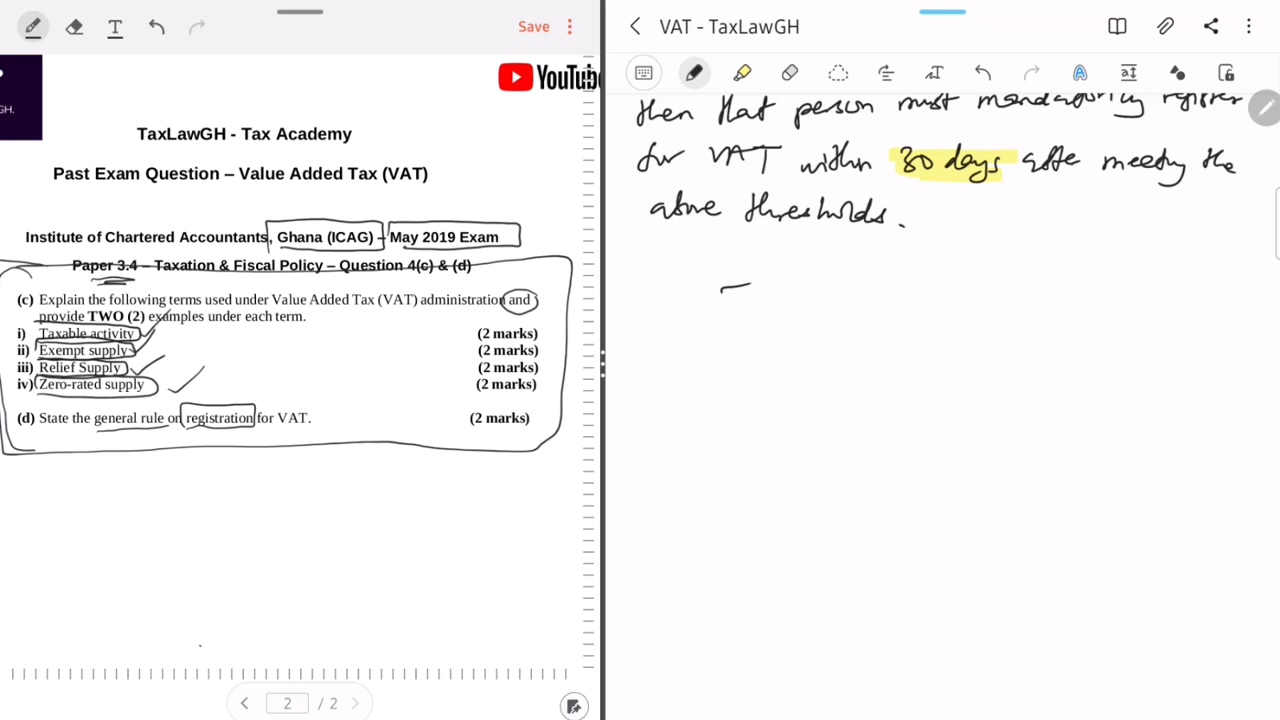 Save
GH.
YouTub
TaxLawGH - Tax Academy
Past Exam Question – Value Added Tax (VAT)
Institute of Chartered Accountants, Ghana (ICAG) – May 2019 Exam
Paper 3.4 – Taxation & Fiscal Policy – Question 4(c) & (d)
(c) Explain the following terms used under Value Added Tax (VAT) administration and
provide TWO (2) examples under each term.
i) Taxable activity (2 marks)
ii) Exempt supply (2 marks)
iii) Relief Supply (2 marks)
iv) Zero-rated supply (2 marks)
(d) State the general rule on registration for VAT. (2 marks)
2 / 2
VAT - TaxLawGH
then that person must register
for VAT within 30 days after meeting the
above thresholds.